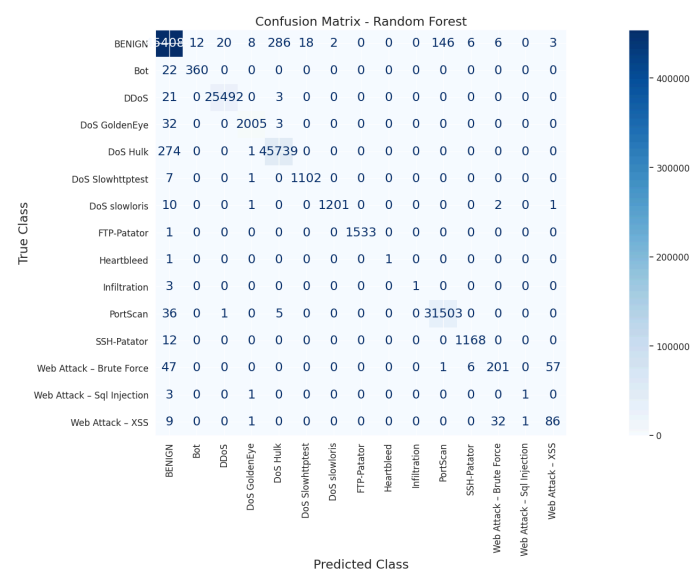 Confusion Matrix - Random Forest
BENIGN 12 20 8 286 18 2 0 0 0 146 6 6 0 3
Bot 22 360 0 0 0 0 0 0 0 0 0 0 0 0 0
DDoS 21 0 25492 0 3 0 0 0 0 0 0 0 0 0 0
DoS GoldenEye 32 0 0 2005 3 0 0 0 0 0 0 0 0 0 0
DoS Hulk 274 0 0 1 45739 0 0 0 0 0 0 0 0 0 0
DoS Slowhttptest 7 0 0 1 0 1102 0 0 0 0 0 0 0 0 0
DoS slowloris 10 0 0 1 0 0 1201 0 0 0 0 0 2 0 1
FTP-Patator 1 0 0 0 0 0 0 1533 0 0 0 0 0 0 0
Heartbleed 1 0 0 0 0 0 0 0 1 0 0 0 0 0 0
Infiltration 3 0 0 0 0 0 0 0 0 1 0 0 0 0 0
PortScan 36 0 1 0 5 0 0 0 0 0 31503 0 0 0 0
SSH-Patator 12 0 0 0 0 0 0 0 0 0 0 1168 0 0 0
Web Attack – Brute Force 47 0 0 0 0 0 0 0 0 0 1 6 201 0 57
Web Attack – Sql Injection 3 0 0 1 0 0 0 0 0 0 0 0 0 1 0
Web Attack – XSS 9 0 0 1 0 0 0 0 0 0 0 0 32 1 86
True Class
BENIGN
Bot
DDoS
DoS GoldenEye
DoS Hulk
DoS Slowhttptest
DoS slowloris
FTP-Patator
Heartbleed
Infiltration
PortScan
SSH-Patator
Web Attack – Brute Force
Web Attack – Sql Injection
Web Attack – XSS
Predicted Class
400000
300000
200000
100000
0